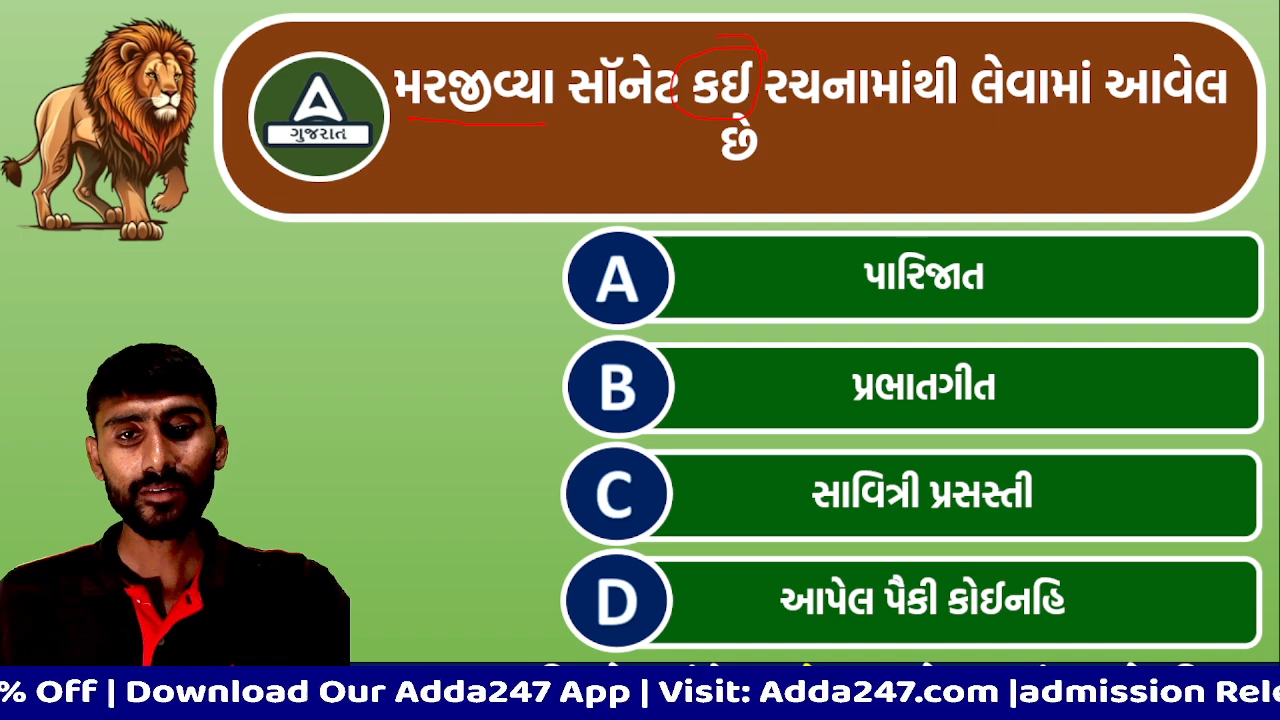 મરજીવ્યા સૉનેટ કઈ રચનામાંથી લેવામાં આવેલ
છે
ગુજરાત
A
પારિજાત
B
પ્રભાતગીત
C
સાવિત્રી પ્રસસ્તી
D
આપેલ પૈકી કોઈનહિ
% Off | Download Our Adda247 App | Visit: Adda247.com |admission Rele